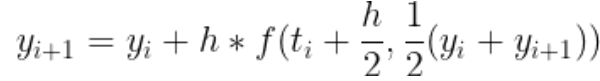 y_{i+1} = y_i + h * f(t_i + \frac{h}{2}, \frac{1}{2}(y_i + y_{i+1}))